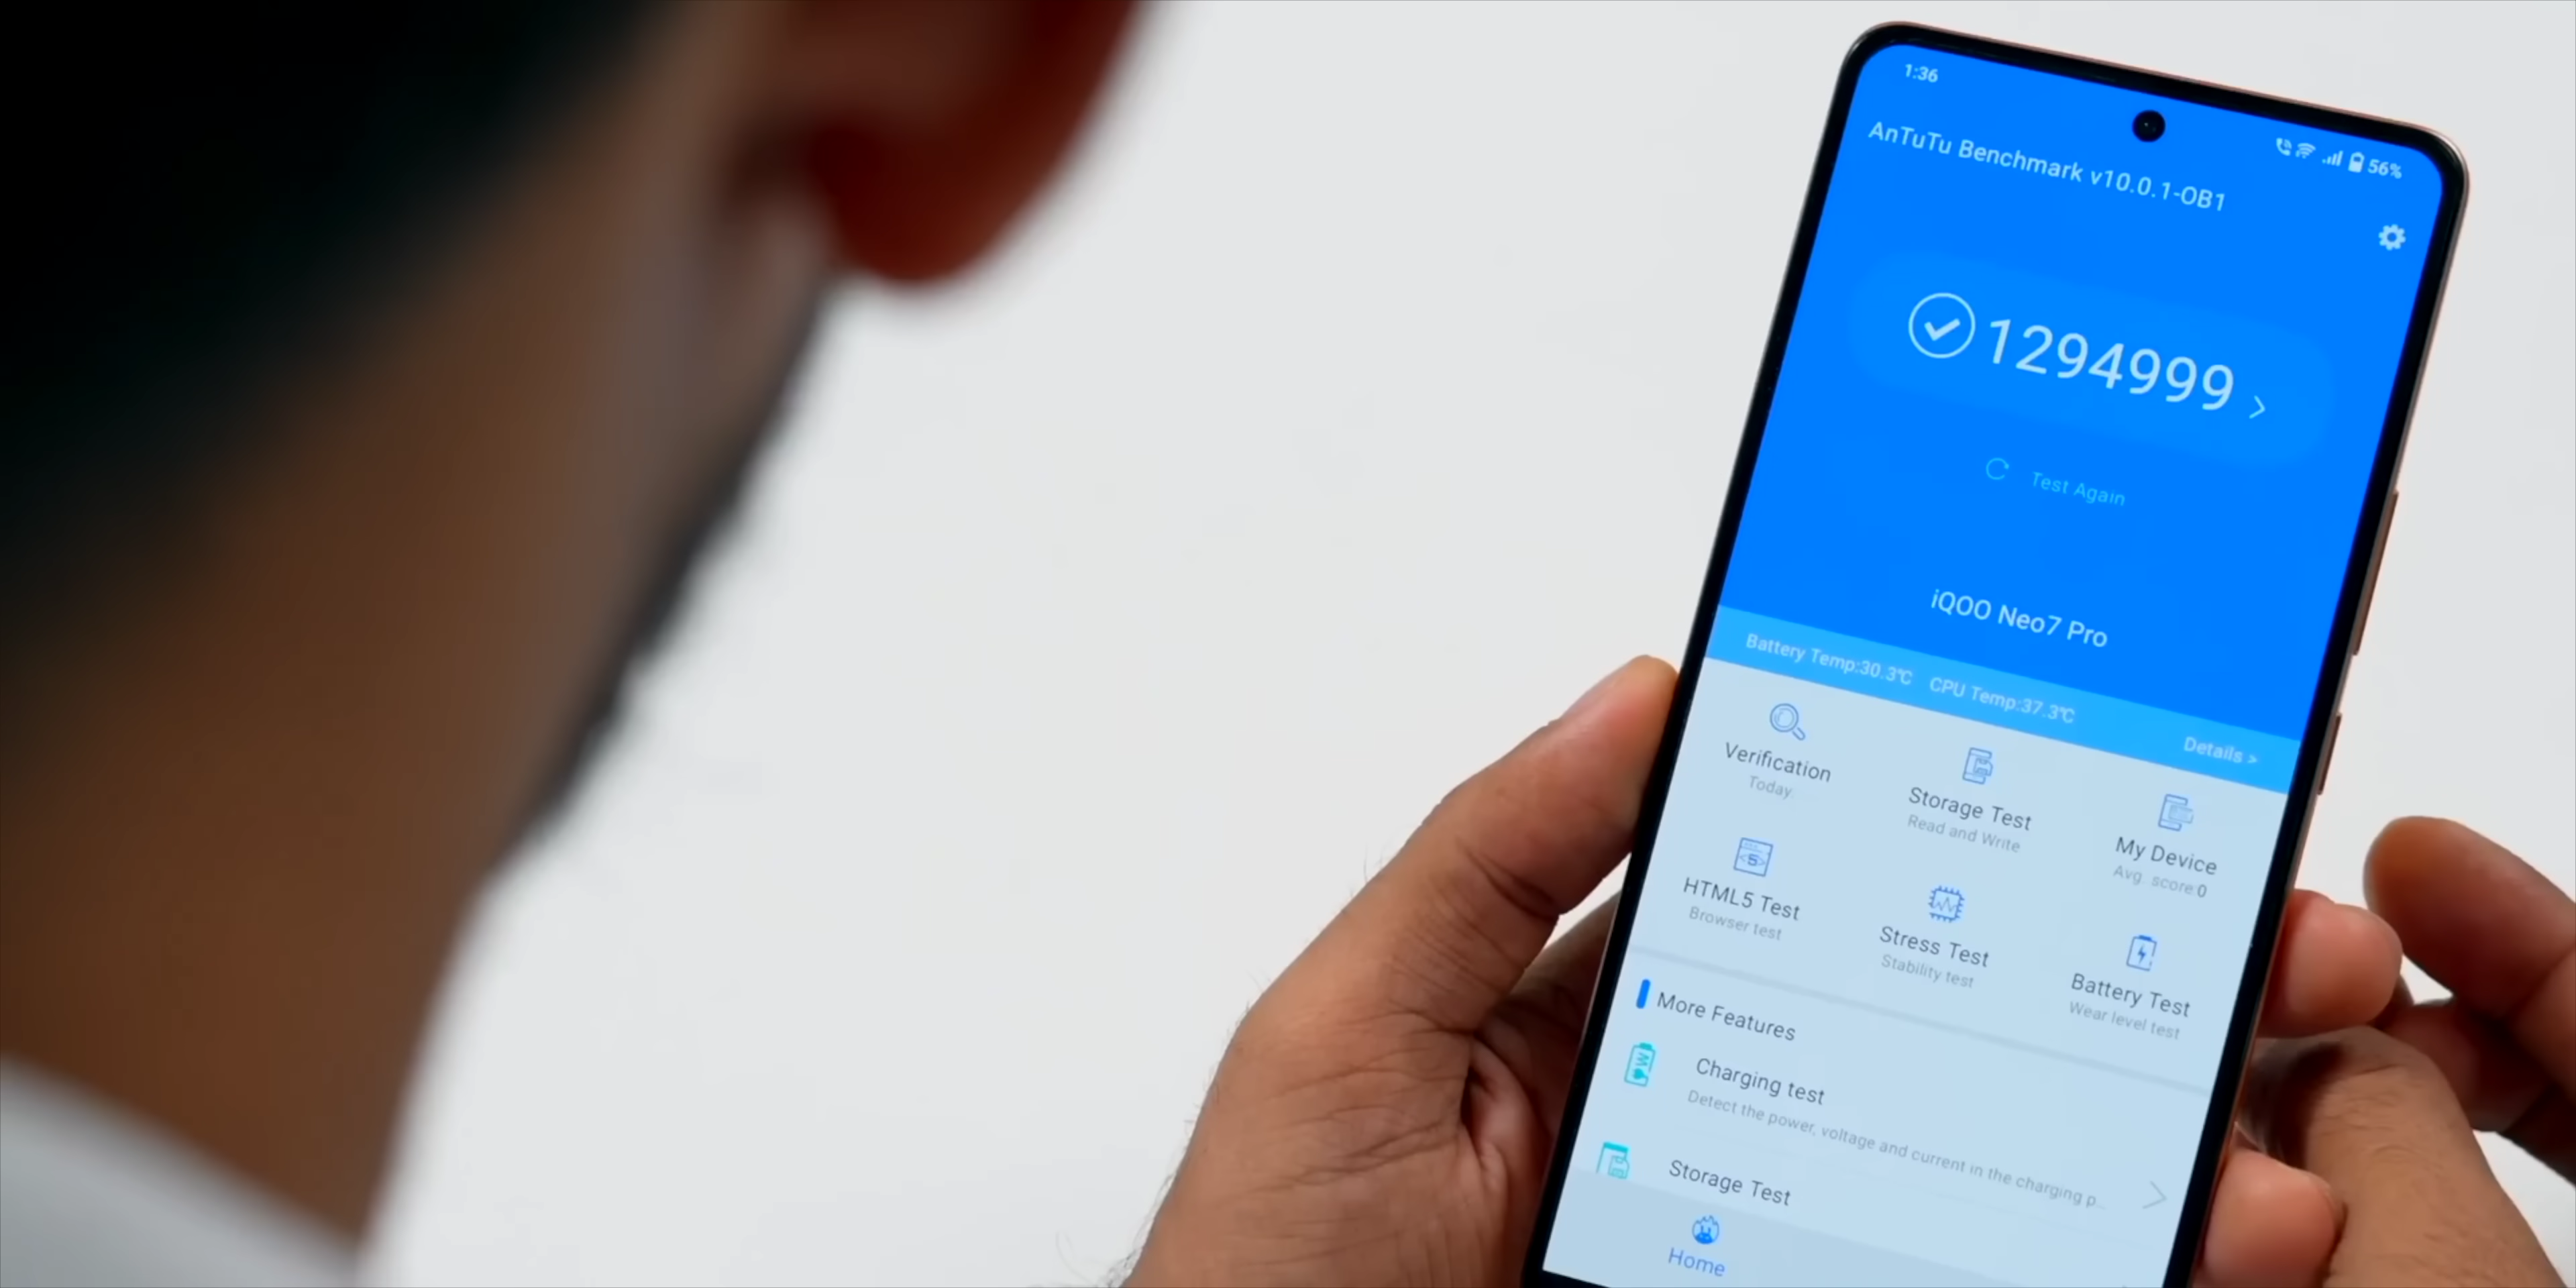 1:36
56%
AnTuTu Benchmark v10.0.1-OB1
1294999 >
Test Again
iQOO Neo7 Pro
Battery Temp:30.3℃ CPU Temp:37.3℃ Details >
Verification
Today
Storage Test
Read and Write
My Device
Avg. score:0
HTML5 Test
Browser test
Stress Test
Stability test
Battery Test
Wear level test
More Features
Charging test
Detect the power, voltage and current in the charging p...
Storage Test
Home